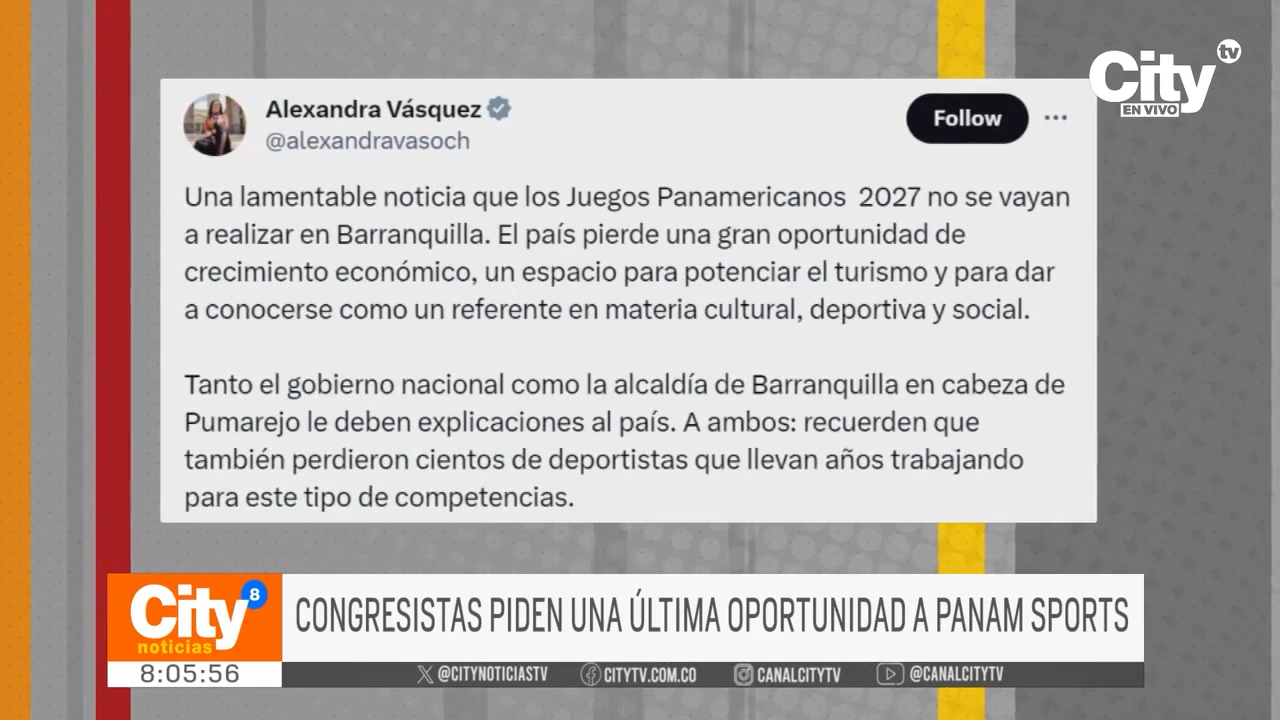 City tv
EN VIVO
Alexandra Vásquez
@alexandravasoch
Follow
Una lamentable noticia que los Juegos Panamericanos 2027 no se vayan
a realizar en Barranquilla. El país pierde una gran oportunidad de
crecimiento económico, un espacio para potenciar el turismo y para dar
a conocerse como un referente en materia cultural, deportiva y social.
Tanto el gobierno nacional como la alcaldía de Barranquilla en cabeza de
Pumarejo le deben explicaciones al país. A ambos: recuerden que
también perdieron cientos de deportistas que llevan años trabajando
para este tipo de competencias.
City 8
noticias
CONGRESISTAS PIDEN UNA ÚLTIMA OPORTUNIDAD A PANAM SPORTS
8:05:56
@CITYNOTICIASTV CITYTV.COM.CO CANALCITYTV @CANALCITYTV